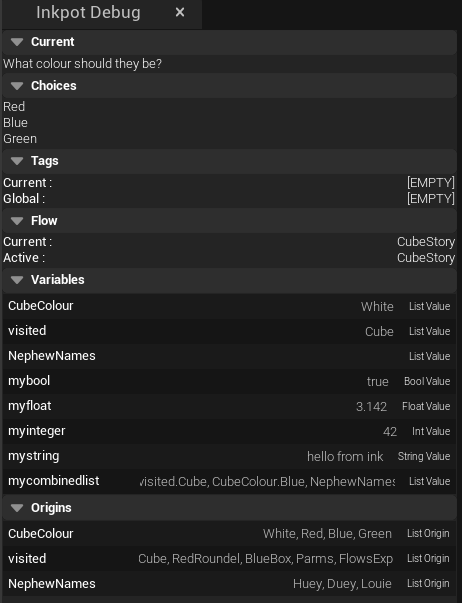 Inkpot Debug ×
Current
What colour should they be?
Choices
Red
Blue
Green
Tags
Current : [EMPTY]
Global : [EMPTY]
Flow
Current : CubeStory
Active : CubeStory
Variables
CubeColour White List Value
visited Cube List Value
NephewNames List Value
mybool true Bool Value
myfloat 3.142 Float Value
myinteger 42 Int Value
mystring hello from ink String Value
mycombinedlist visited.Cube, CubeColour.Blue, NephewNames List Value
Origins
CubeColour White, Red, Blue, Green List Origin
visited Cube, RedRoundel, BlueBox, Parms, FlowsExp List Origin
NephewNames Huey, Duey, Louie List Origin